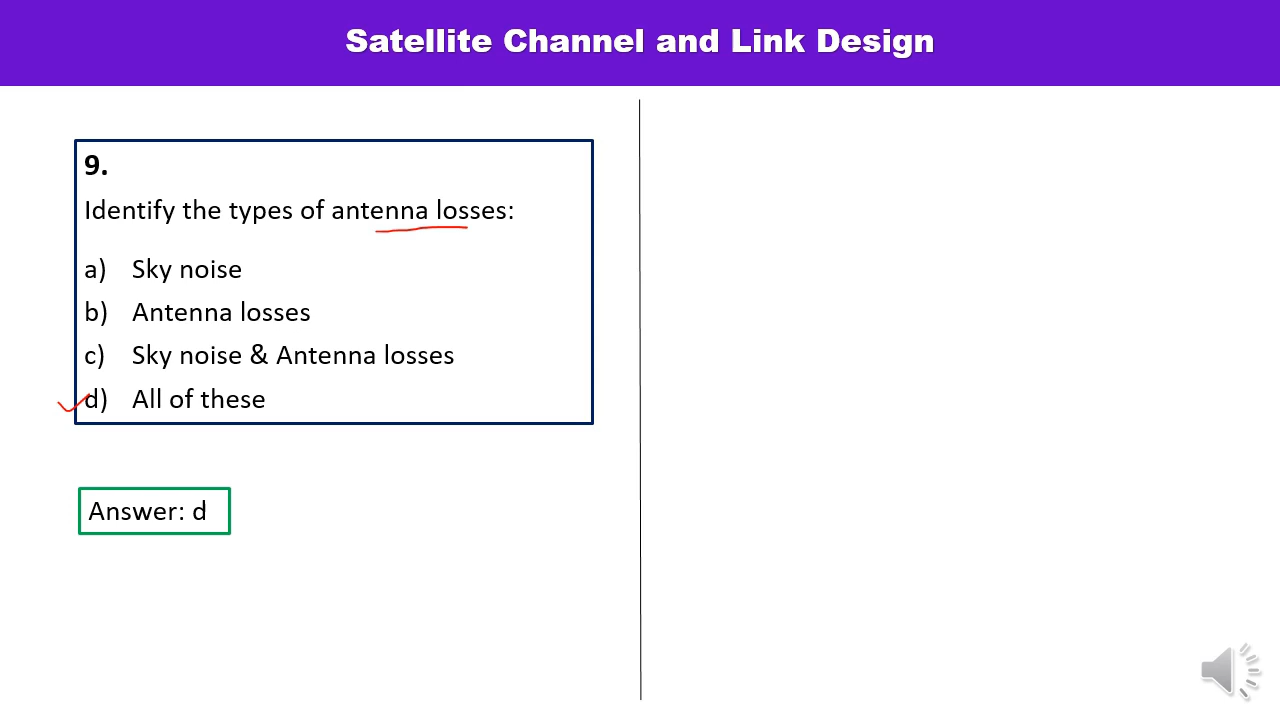 Satellite Channel and Link Design
9.
Identify the types of antenna losses:
a) Sky noise
b) Antenna losses
c) Sky noise & Antenna losses
d) All of these
Answer: d